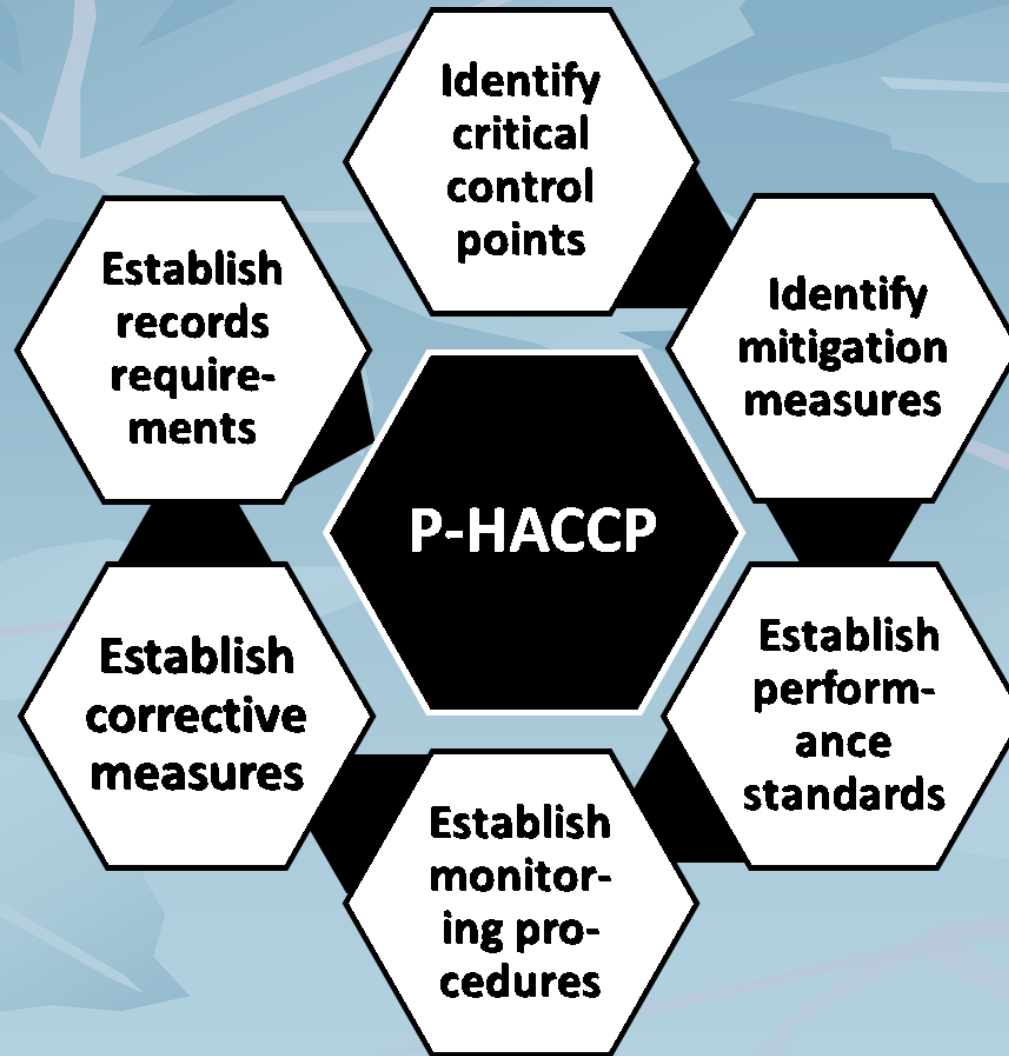 Identify
critical
control
points
Identify
mitigation
measures
Establish
perform-
ance
standards
Establish
monitor-
ing pro-
cedures
Establish
corrective
measures
Establish
records
require-
ments
P-HACCP